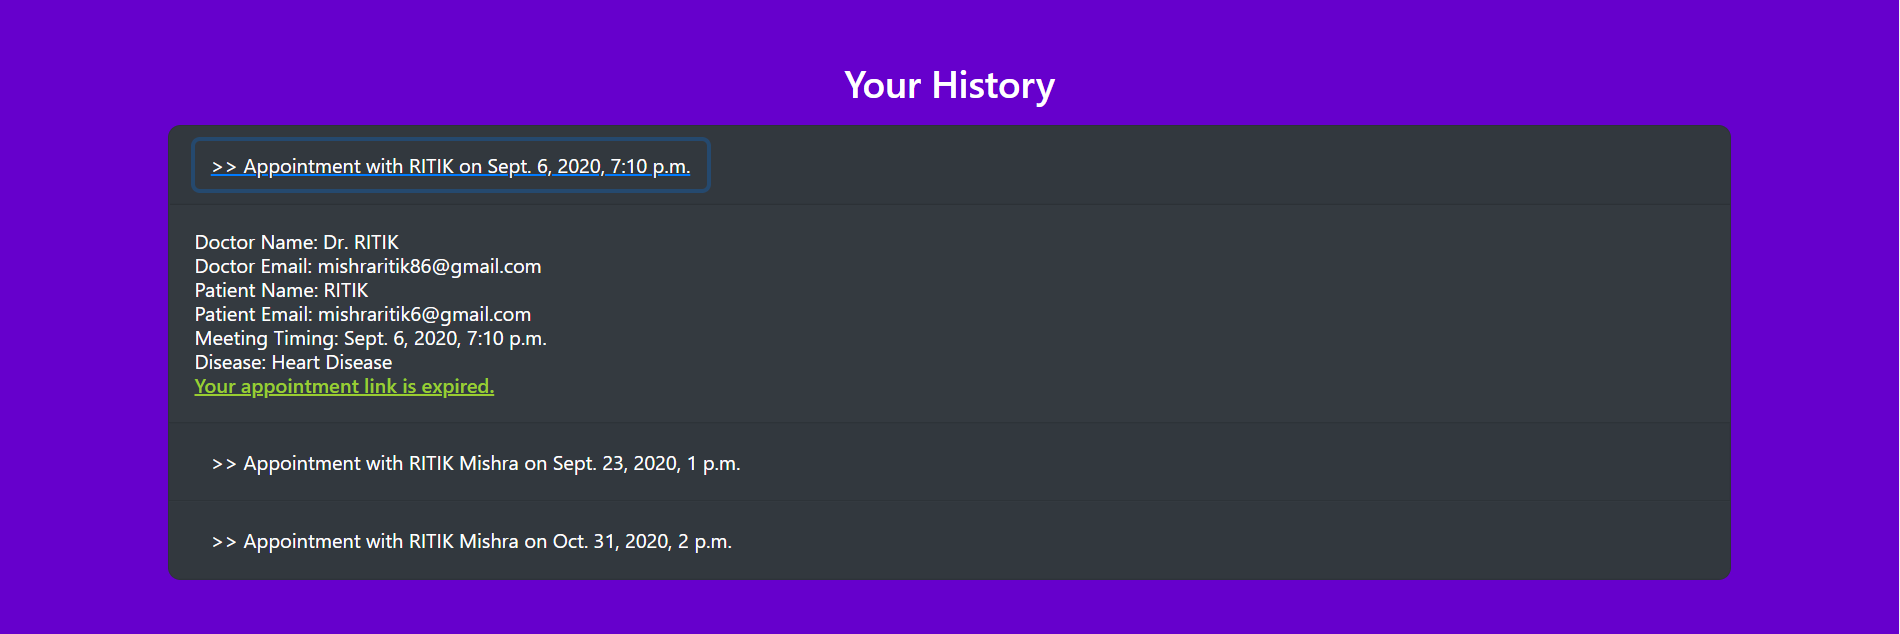 Your History
>> Appointment with RITIK on Sept. 6, 2020, 7:10 p.m.
Doctor Name: Dr. RITIK
Doctor Email: mishraritik86@gmail.com
Patient Name: RITIK
Patient Email: mishraritik6@gmail.com
Meeting Timing: Sept. 6, 2020, 7:10 p.m.
Disease: Heart Disease
Your appointment link is expired.
>> Appointment with RITIK Mishra on Sept. 23, 2020, 1 p.m.
>> Appointment with RITIK Mishra on Oct. 31, 2020, 2 p.m.